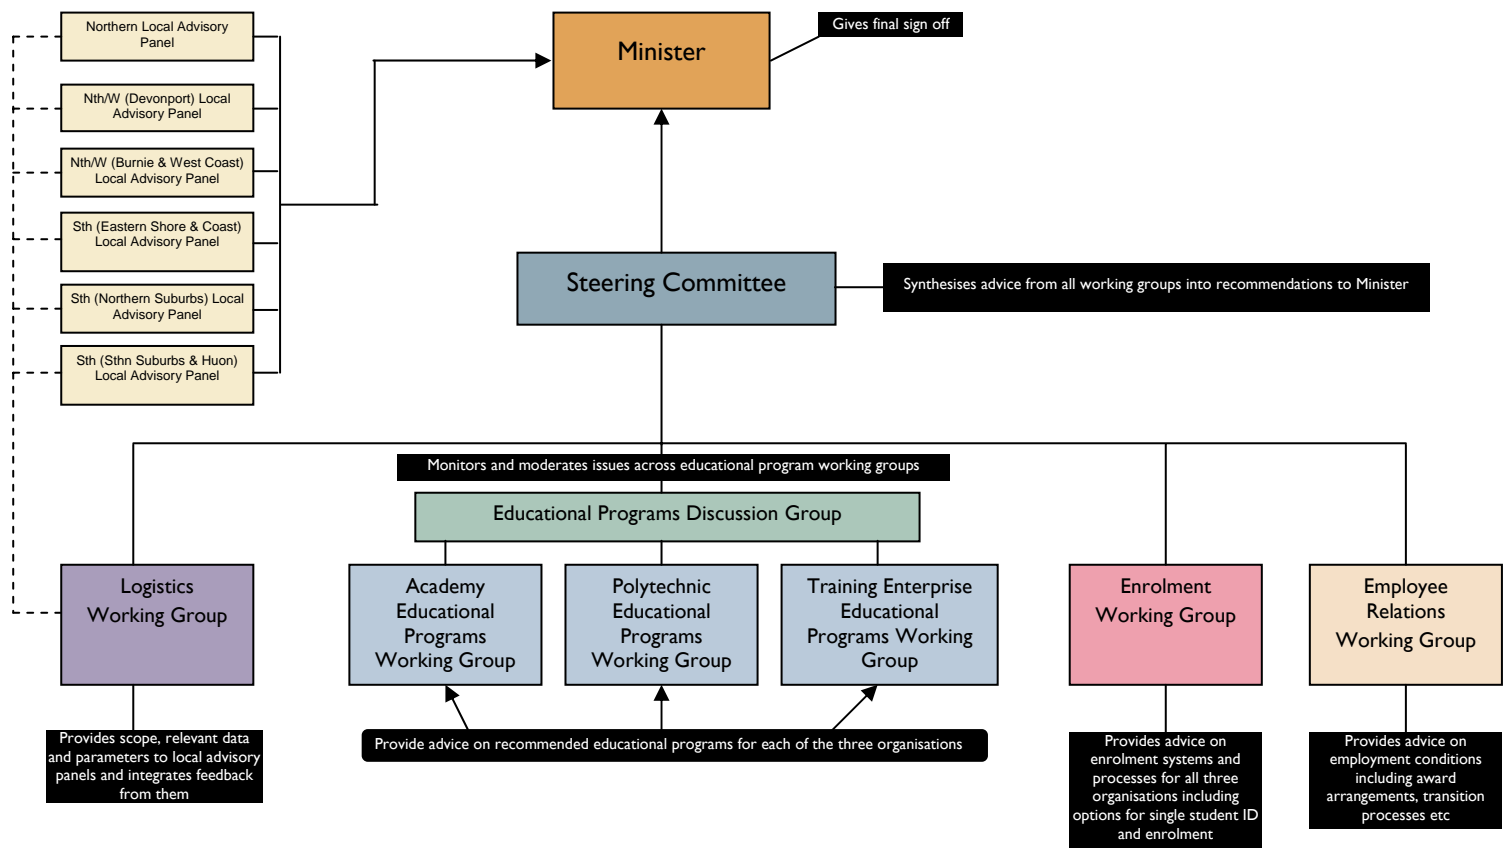 Northern Local Advisory
Panel
Nth/W (Devonport) Local
Advisory Panel
Nth/W (Burnie & West Coast)
Local Advisory Panel
Sth (Eastern Shore & Coast)
Local Advisory Panel
Sth (Northern Suburbs) Local
Advisory Panel
Sth (Sthn Suburbs & Huon)
Local Advisory Panel
Minister
Gives final sign off
Steering Committee
Synthesises advice from all working groups into recommendations to Minister
Monitors and moderates issues across educational program working groups
Educational Programs Discussion Group
Logistics
Working Group
Academy
Educational
Programs
Working Group
Polytechnic
Educational
Programs
Working Group
Training Enterprise
Educational
Programs Working
Group
Enrolment
Working Group
Employee
Relations
Working Group
Provides scope, relevant data
and parameters to local advisory
panels and integrates feedback
from them
Provide advice on recommended educational programs for each of the three organisations
Provides advice on
enrolment systems and
processes for all three
organisations including
options for single student ID
and enrolment
Provides advice on
employment conditions
including award
arrangements, transition
processes etc